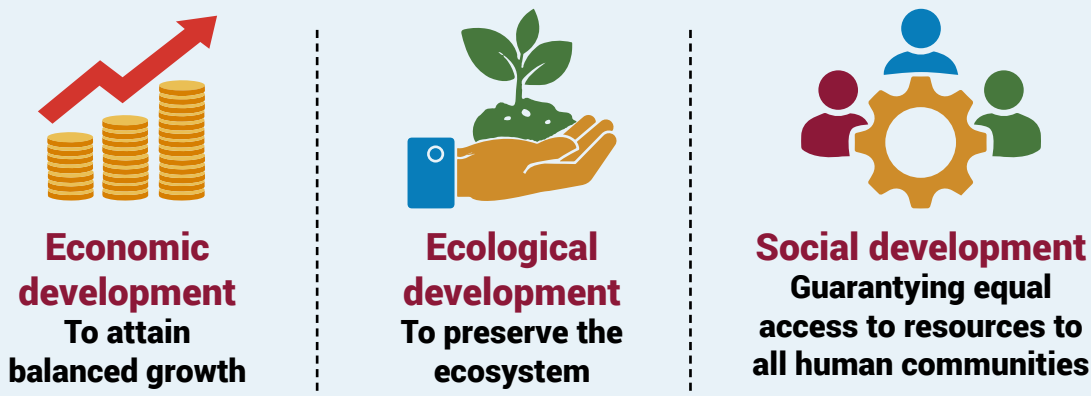 Economic
development
To attain
balanced growth
Ecological
development
To preserve the
ecosystem
Social development
Guarantying equal
access to resources to
all human communities